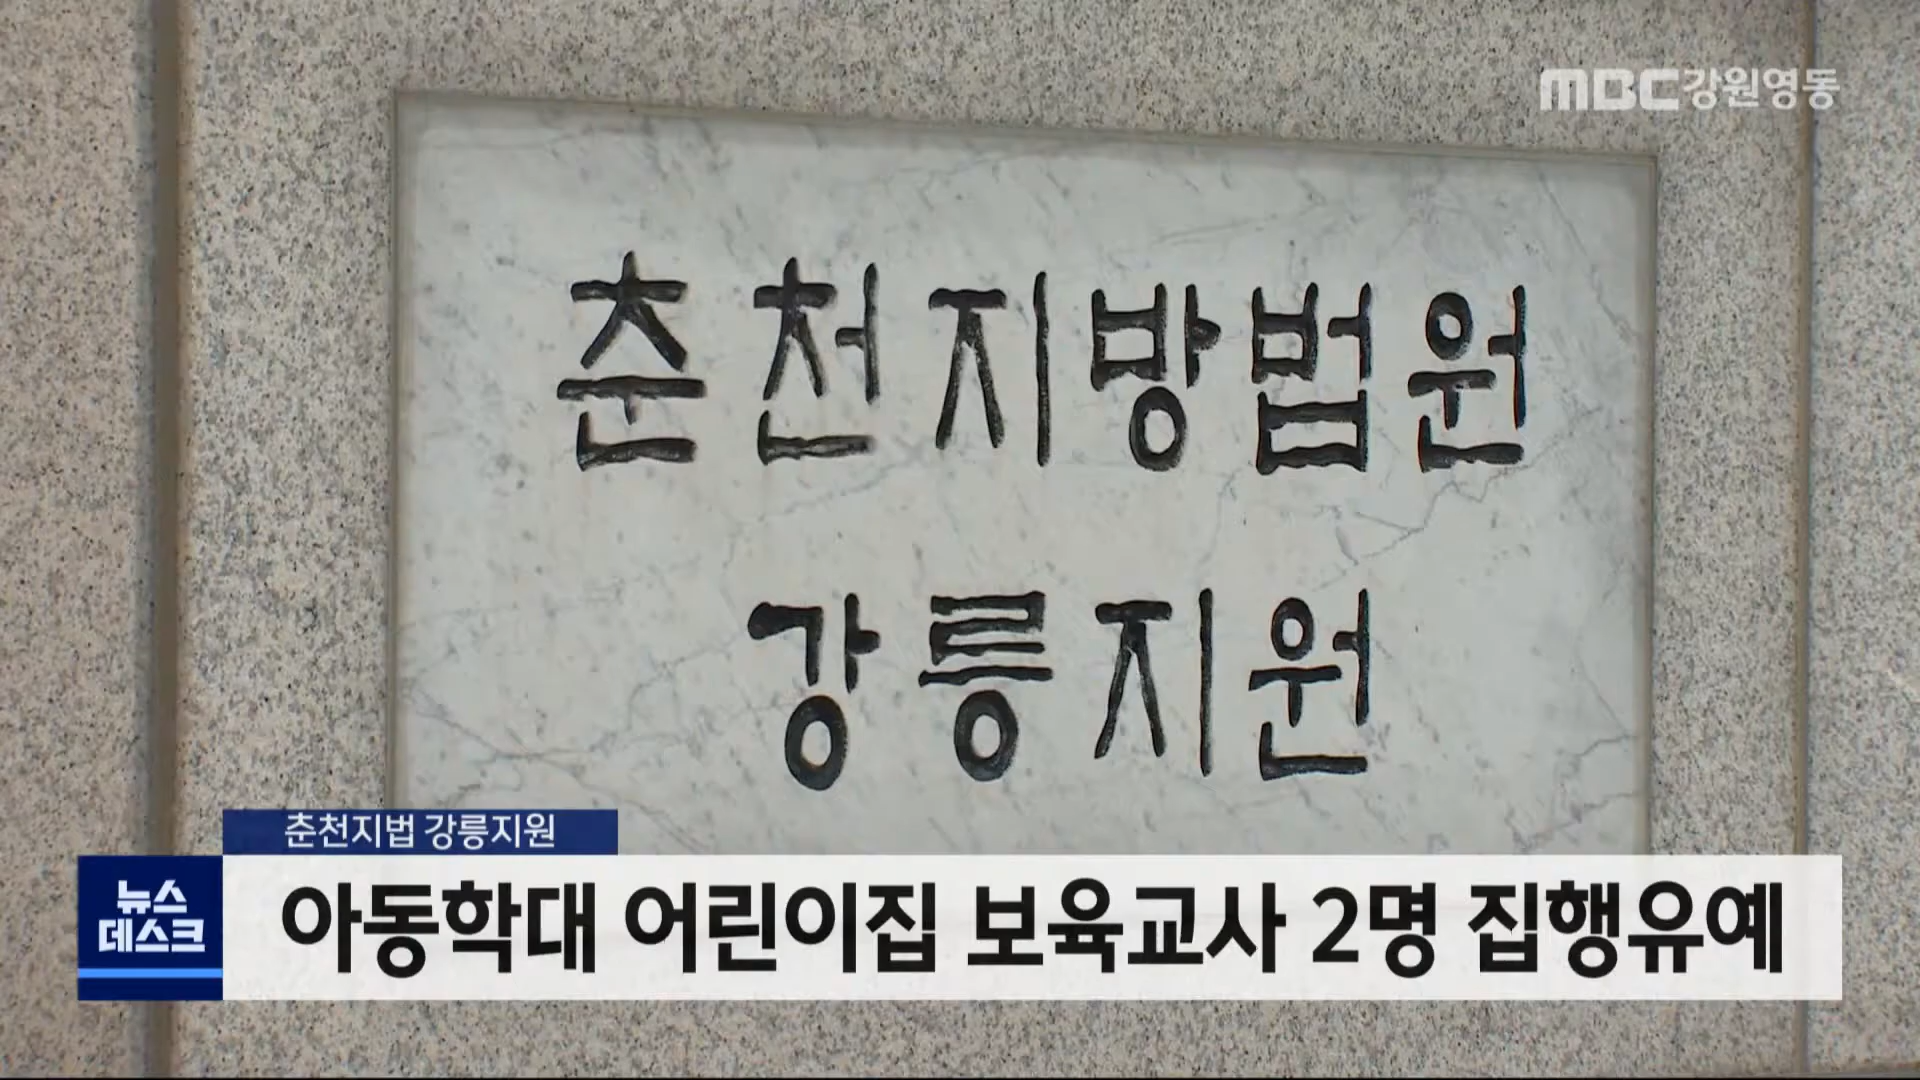 MBC강원영동
춘천지방법원
강릉지원
춘천지법 강릉지원
뉴스
데스크
아동학대 어린이집 보육교사 2명 집행유예